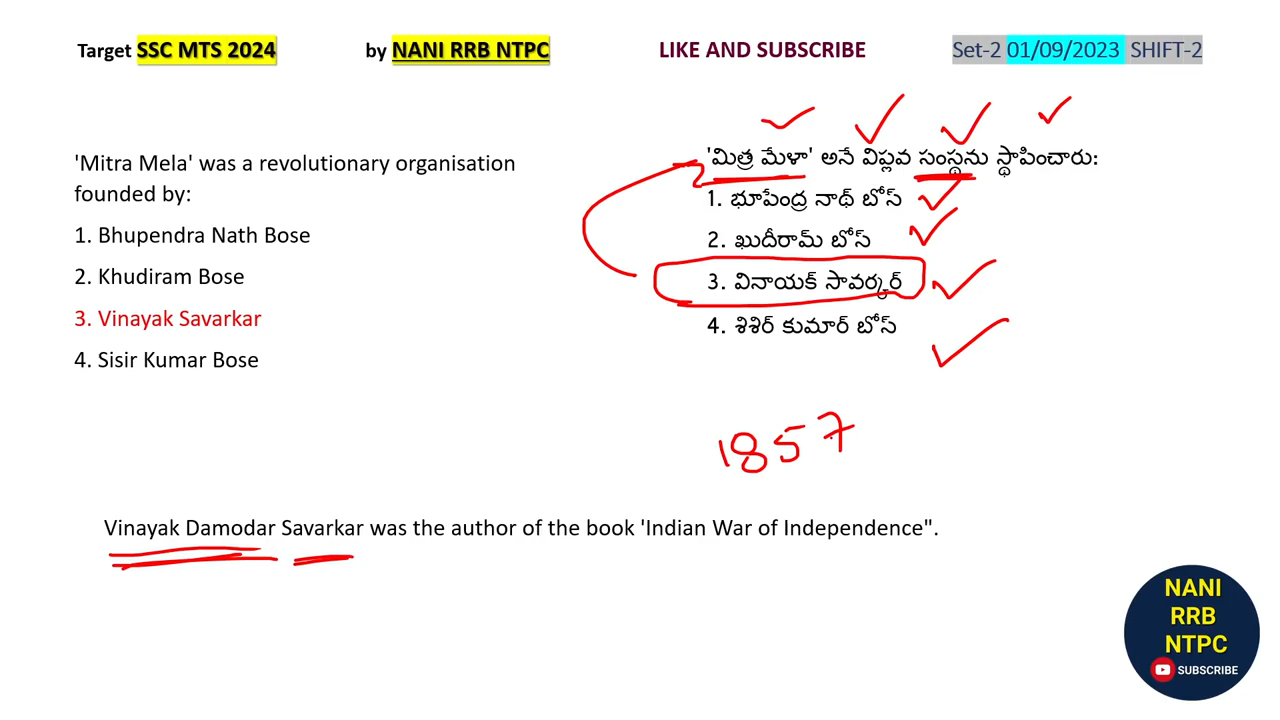 Target SSC MTS 2024 by NANI RRB NTPC LIKE AND SUBSCRIBE Set-2 01/09/2023 SHIFT-2
'Mitra Mela' was a revolutionary organisation
founded by:
1. Bhupendra Nath Bose
2. Khudiram Bose
3. Vinayak Savarkar
4. Sisir Kumar Bose
'మిత్ర మేళా' అనే విప్లవ సంస్థను స్థాపించారు:
1. భూపేంద్ర నాథ్ బోస్
2. ఖుదీరామ్ బోస్
3. వినాయక్ సావర్కర్
4. శిశిర్ కుమార్ బోస్
1857
Vinayak Damodar Savarkar was the author of the book 'Indian War of Independence".
NANI
RRB
NTPC
SUBSCRIBE